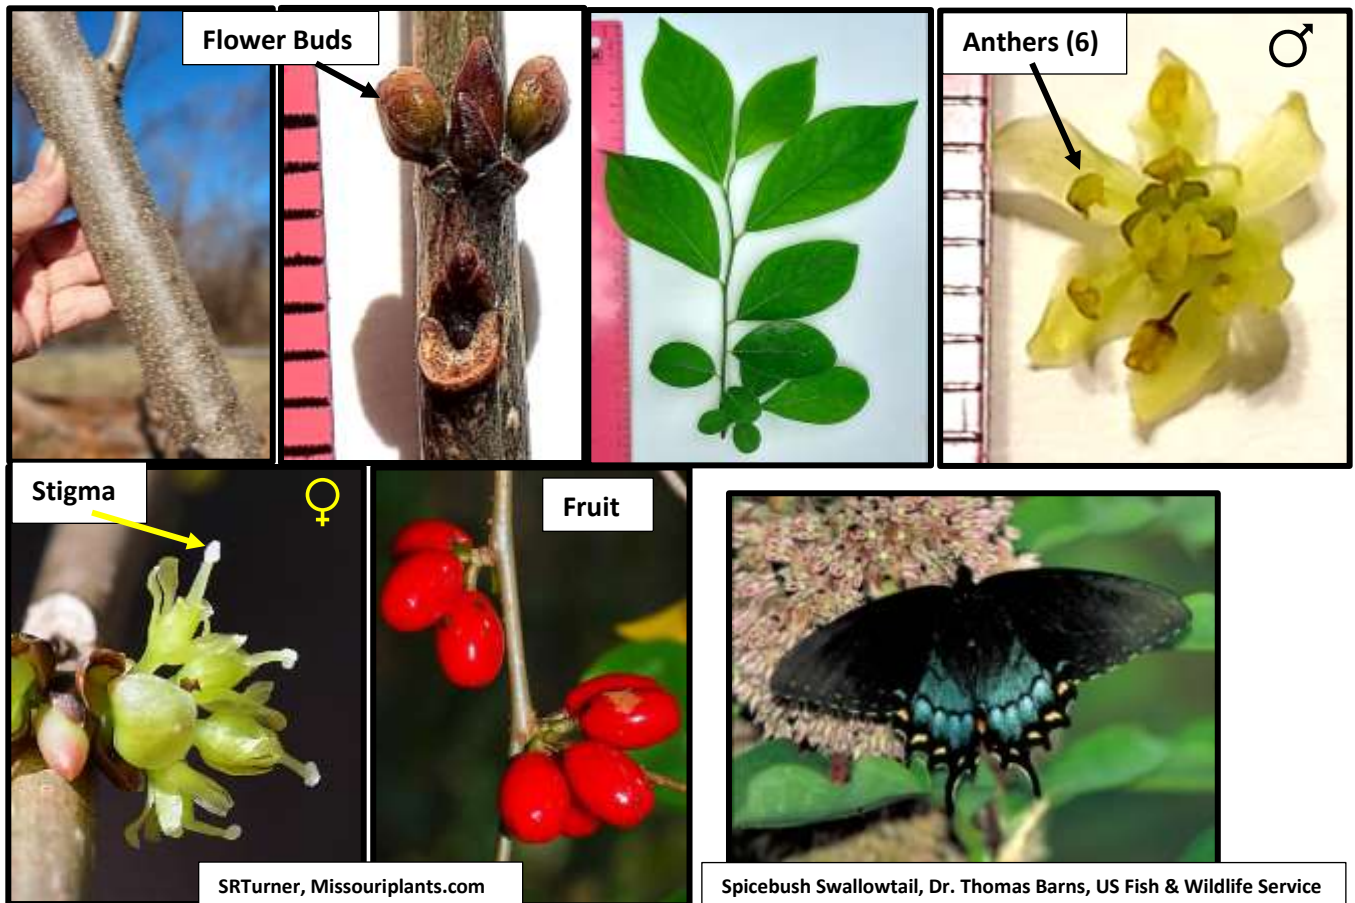 Flower Buds
Anthers (6)
♂
Stigma
♀
Fruit
SRTurner, Missouriplants.com
Spicebush Swallowtail, Dr. Thomas Barns, US Fish & Wildlife Service